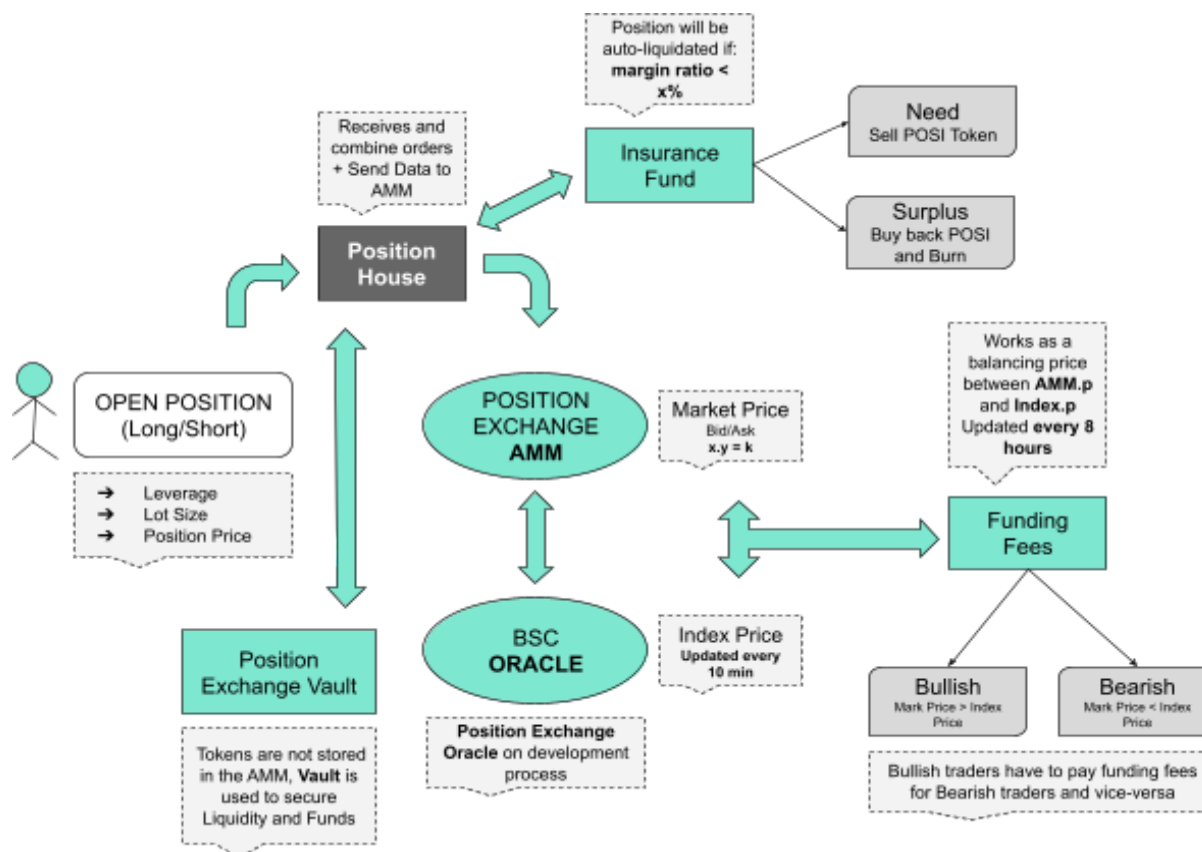 Position will be
auto-liquidated if:
margin ratio <
x%
Need
Sell POSI Token
Receives and
combine orders
+ Send Data to
AMM
Insurance
Fund
Surplus
Buy back POSI
and Burn
Position
House
Works as a
balancing price
between AMM.p
and Index.p
Updated every 8
hours
OPEN POSITION
(Long/Short)
POSITION
EXCHANGE
AMM
Market Price
Bid/Ask
x.y = k
➔ Leverage
➔ Lot Size
➔ Position Price
Funding
Fees
Position
Exchange Vault
BSC
ORACLE
Index Price
Updated every
10 min
Bullish
Mark Price > Index
Price
Bearish
Mark Price < Index
Price
Tokens are not stored
in the AMM, Vault is
used to secure
Liquidity and Funds
Position Exchange
Oracle on development
process
Bullish traders have to pay funding fees
for Bearish traders and vice-versa